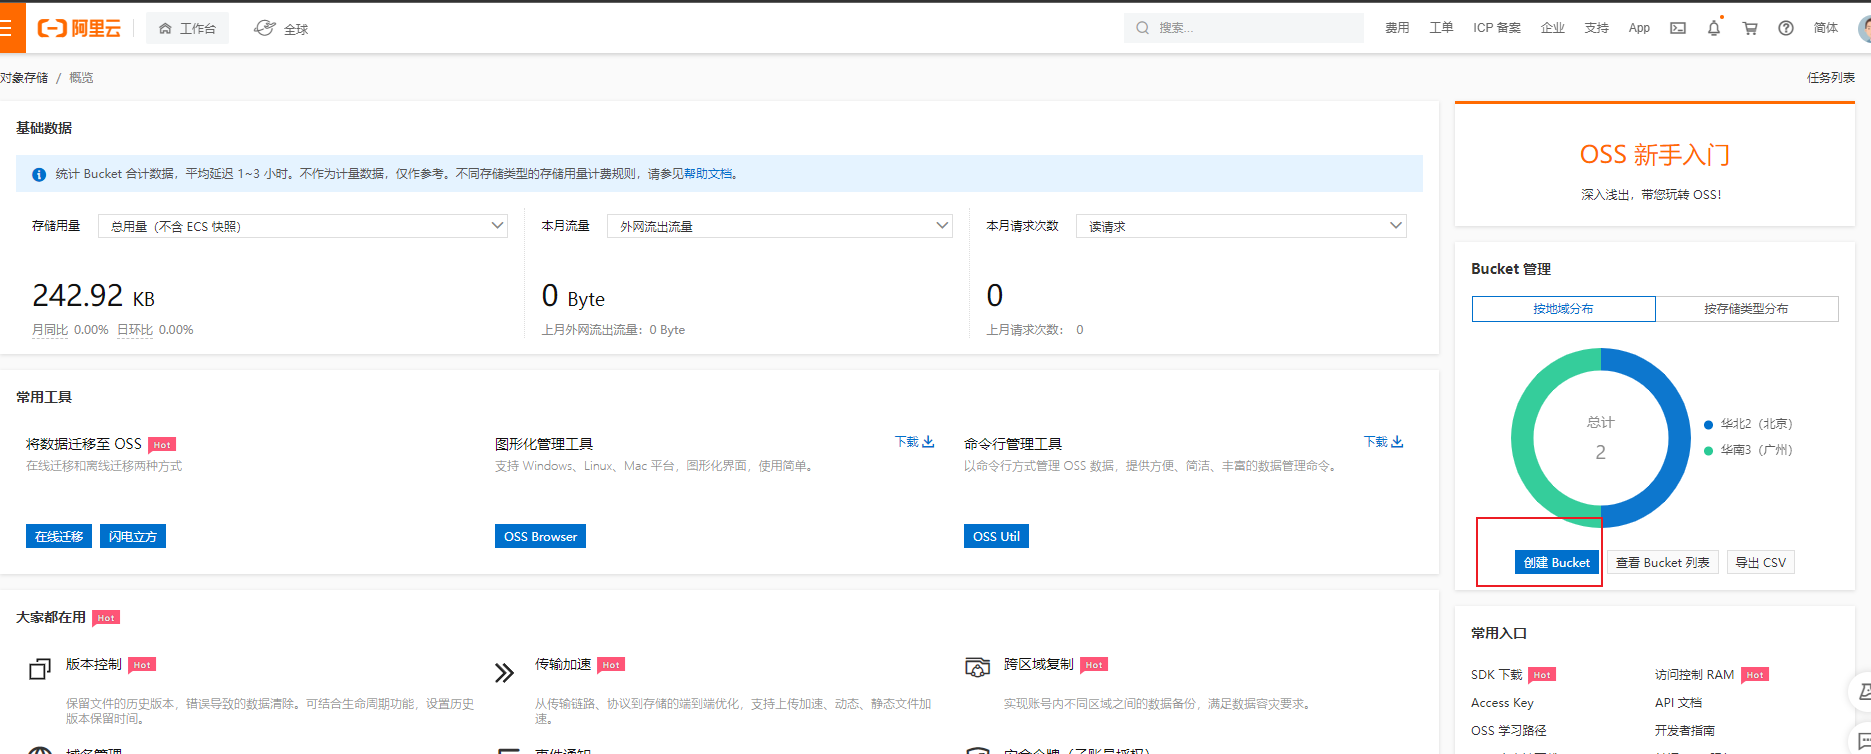 阿里云
工作台
全球
搜索...
费用
工单
ICP 备案
企业
支持
App
简体
对象存储 / 概览
任务列表
基础数据
统计 Bucket 合计数据，平均延迟 1~3 小时。不作为计量数据，仅作参考。不同存储类型的存储用量计费规则，请参见帮助文档。
存储用量
总用量（不含 ECS 快照）
242.92 KB
月同比 0.00% 日环比 0.00%
本月流量
外网流出流量
0 Byte
上月外网流出流量：0 Byte
本月请求次数
读请求
0
上月请求次数： 0
常用工具
将数据迁移至 OSS Hot
在线迁移和离线迁移两种方式
在线迁移
闪电立方
图形化管理工具
下载
支持 Windows、Linux、Mac 平台，图形化界面，使用简单。
OSS Browser
命令行管理工具
下载
以命令行方式管理 OSS 数据，提供方便、简洁、丰富的数据管理命令。
OSS Util
大家都在用 Hot
版本控制 Hot
保留文件的历史版本，错误导致的数据清除。可结合生命周期功能，设置历史
版本保留时间。
传输加速 Hot
从传输链路、协议到存储的端到端优化，支持上传加速、动态、静态文件加
速。
跨区域复制 Hot
实现账号内不同区域之间的数据备份，满足数据容灾要求。
域名管理
事件通知
安全令牌（子账号授权）
OSS 新手入门
深入浅出，带您玩转 OSS！
Bucket 管理
按地域分布
按存储类型分布
总计
2
华北2（北京）
华南3（广州）
创建 Bucket
查看 Bucket 列表
导出 CSV
常用入口
SDK 下载 Hot
访问控制 RAM Hot
Access Key
API 文档
OSS 学习路径
开发者指南